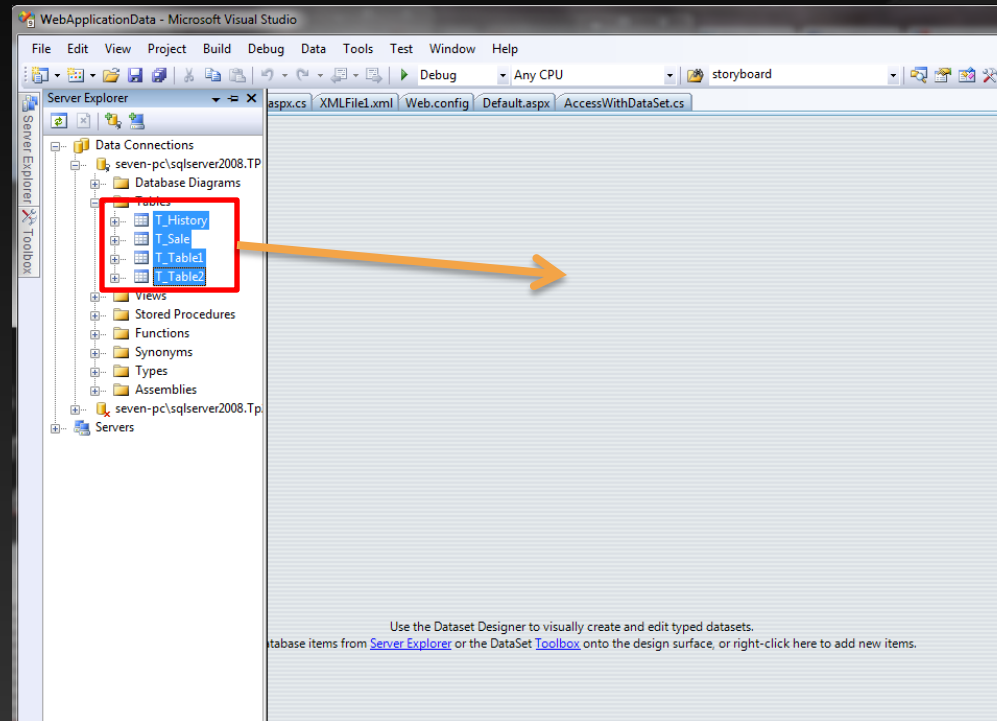 WebApplicationData - Microsoft Visual Studio
File Edit View Project Build Debug Data Tools Test Window Help
Debug Any CPU storyboard
Server Explorer
aspx.cs XMLFile1.xml Web.config Default.aspx AccessWithDataSet.cs
Server Explorer
Toolbox
Data Connections
seven-pc\sqlserver2008.TP
Database Diagrams
Tables
T_History
T_Sale
T_Table1
T_Table2
Views
Stored Procedures
Functions
Synonyms
Types
Assemblies
seven-pc\sqlserver2008.Tp
Servers
Use the Dataset Designer to visually create and edit typed datasets.
atabase items from Server Explorer or the DataSet Toolbox onto the design surface, or right-click here to add new items.